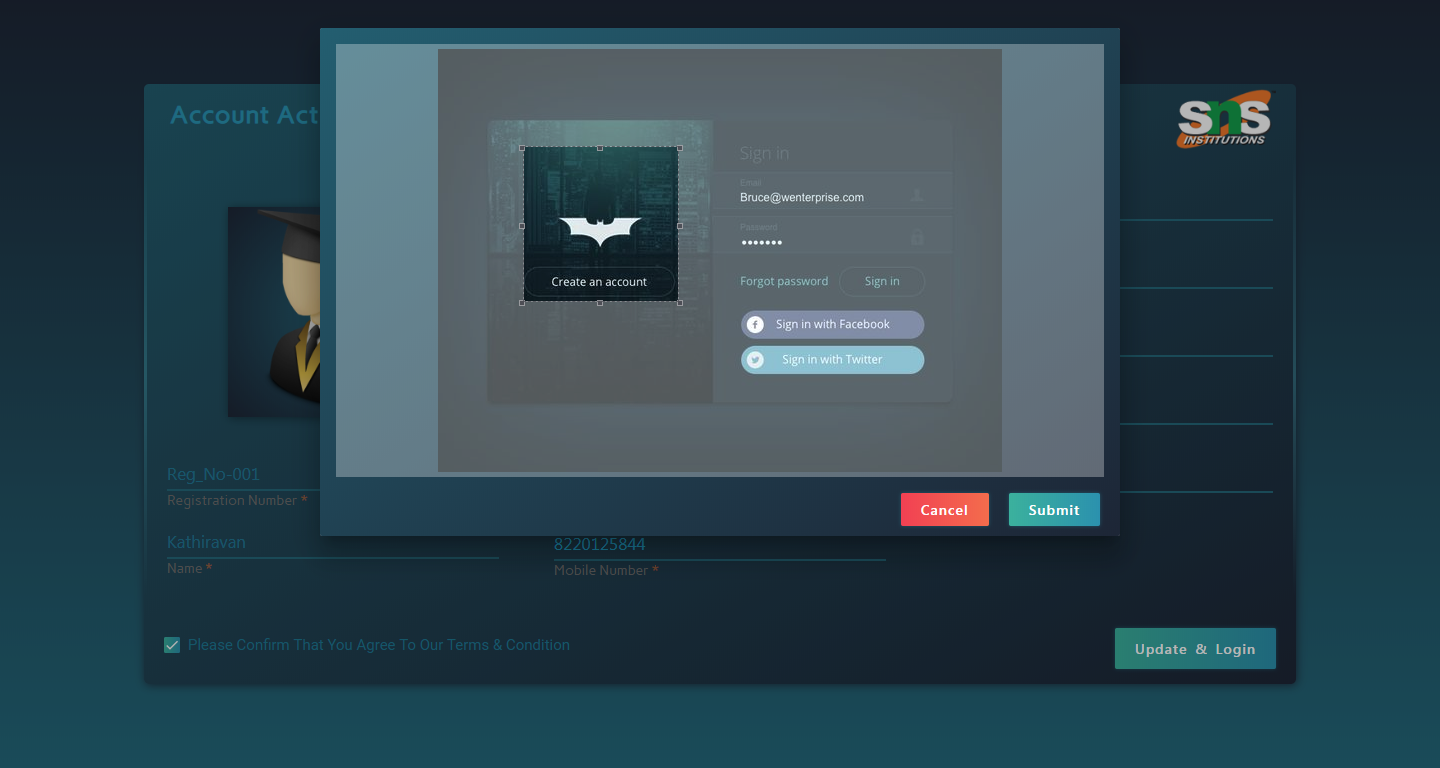 Account Act
SNS
INSTITUTIONS
Sign in
Email
Bruce@wenterprise.com
Password
•••••••
Create an account
Forgot password
Sign in
Sign in with Facebook
Sign in with Twitter
Reg_No-001
Registration Number *
Cancel
Submit
Kathiravan
Name *
8220125844
Mobile Number *
Please Confirm That You Agree To Our Terms & Condition
Update & Login